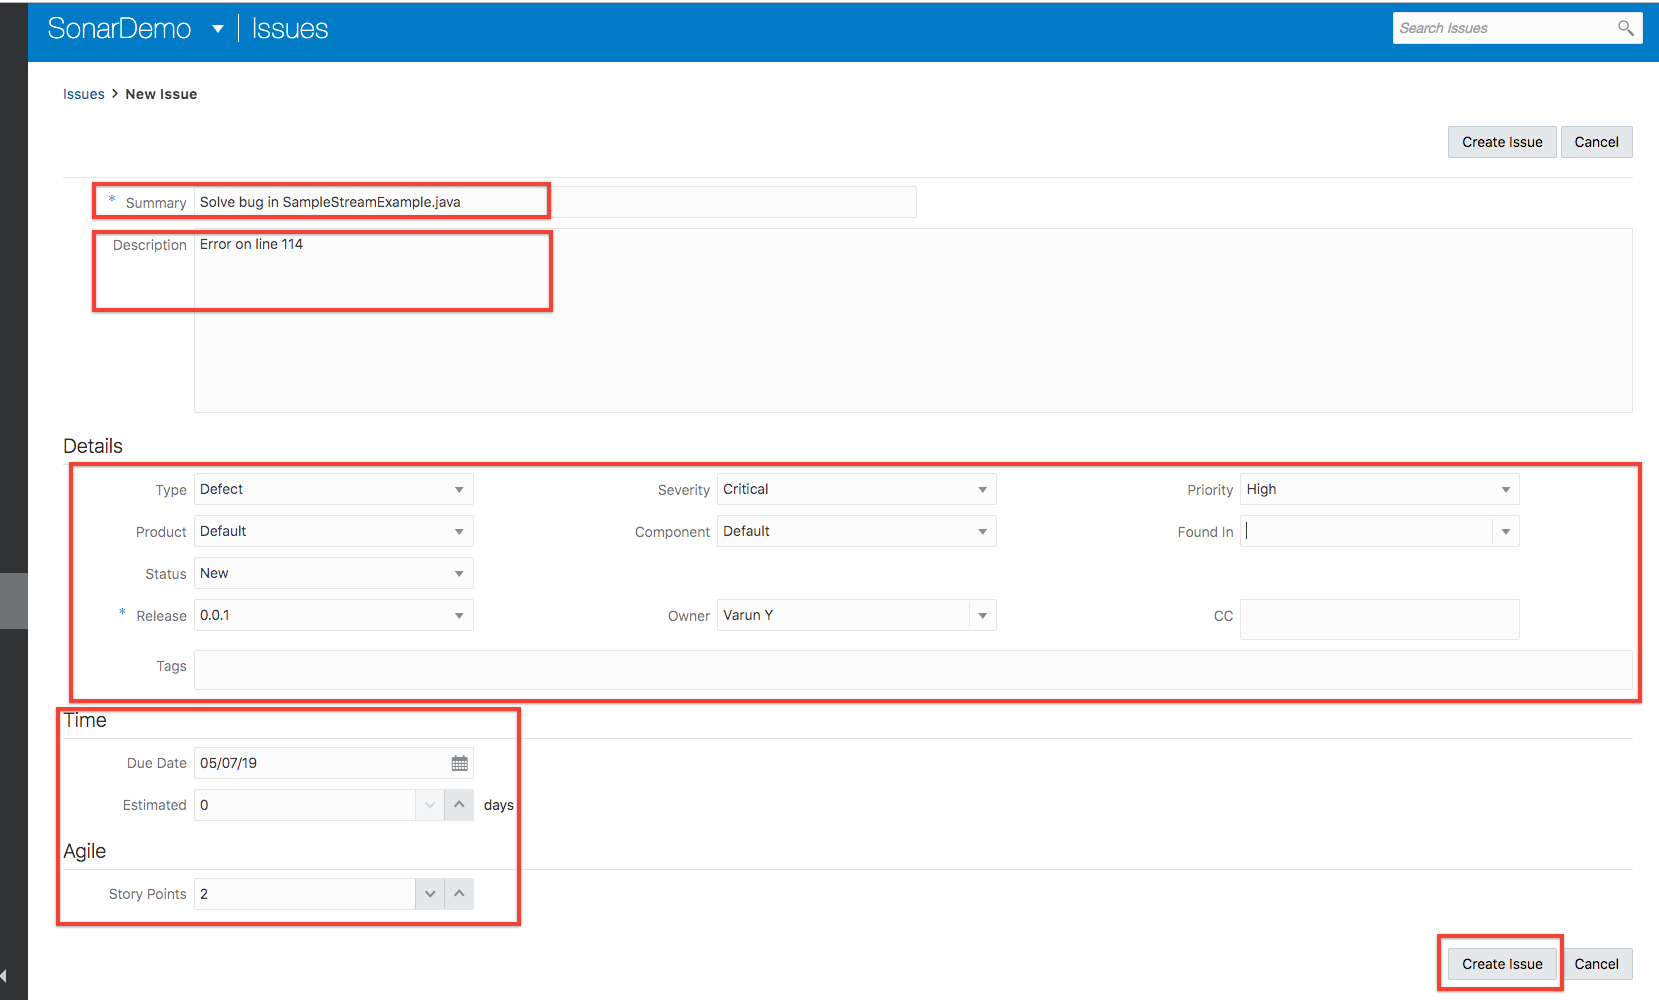 SonarDemo Issues Search Issues
Issues > New Issue
Create Issue Cancel
* Summary Solve bug in SampleStreamExample.java
Description Error on line 114
Details
Type Defect Severity Critical Priority High
Product Default Component Default Found In
Status New
* Release 0.0.1 Owner Varun Y CC
Tags
Time
Due Date 05/07/19
Estimated 0 days
Agile
Story Points 2
Create Issue Cancel